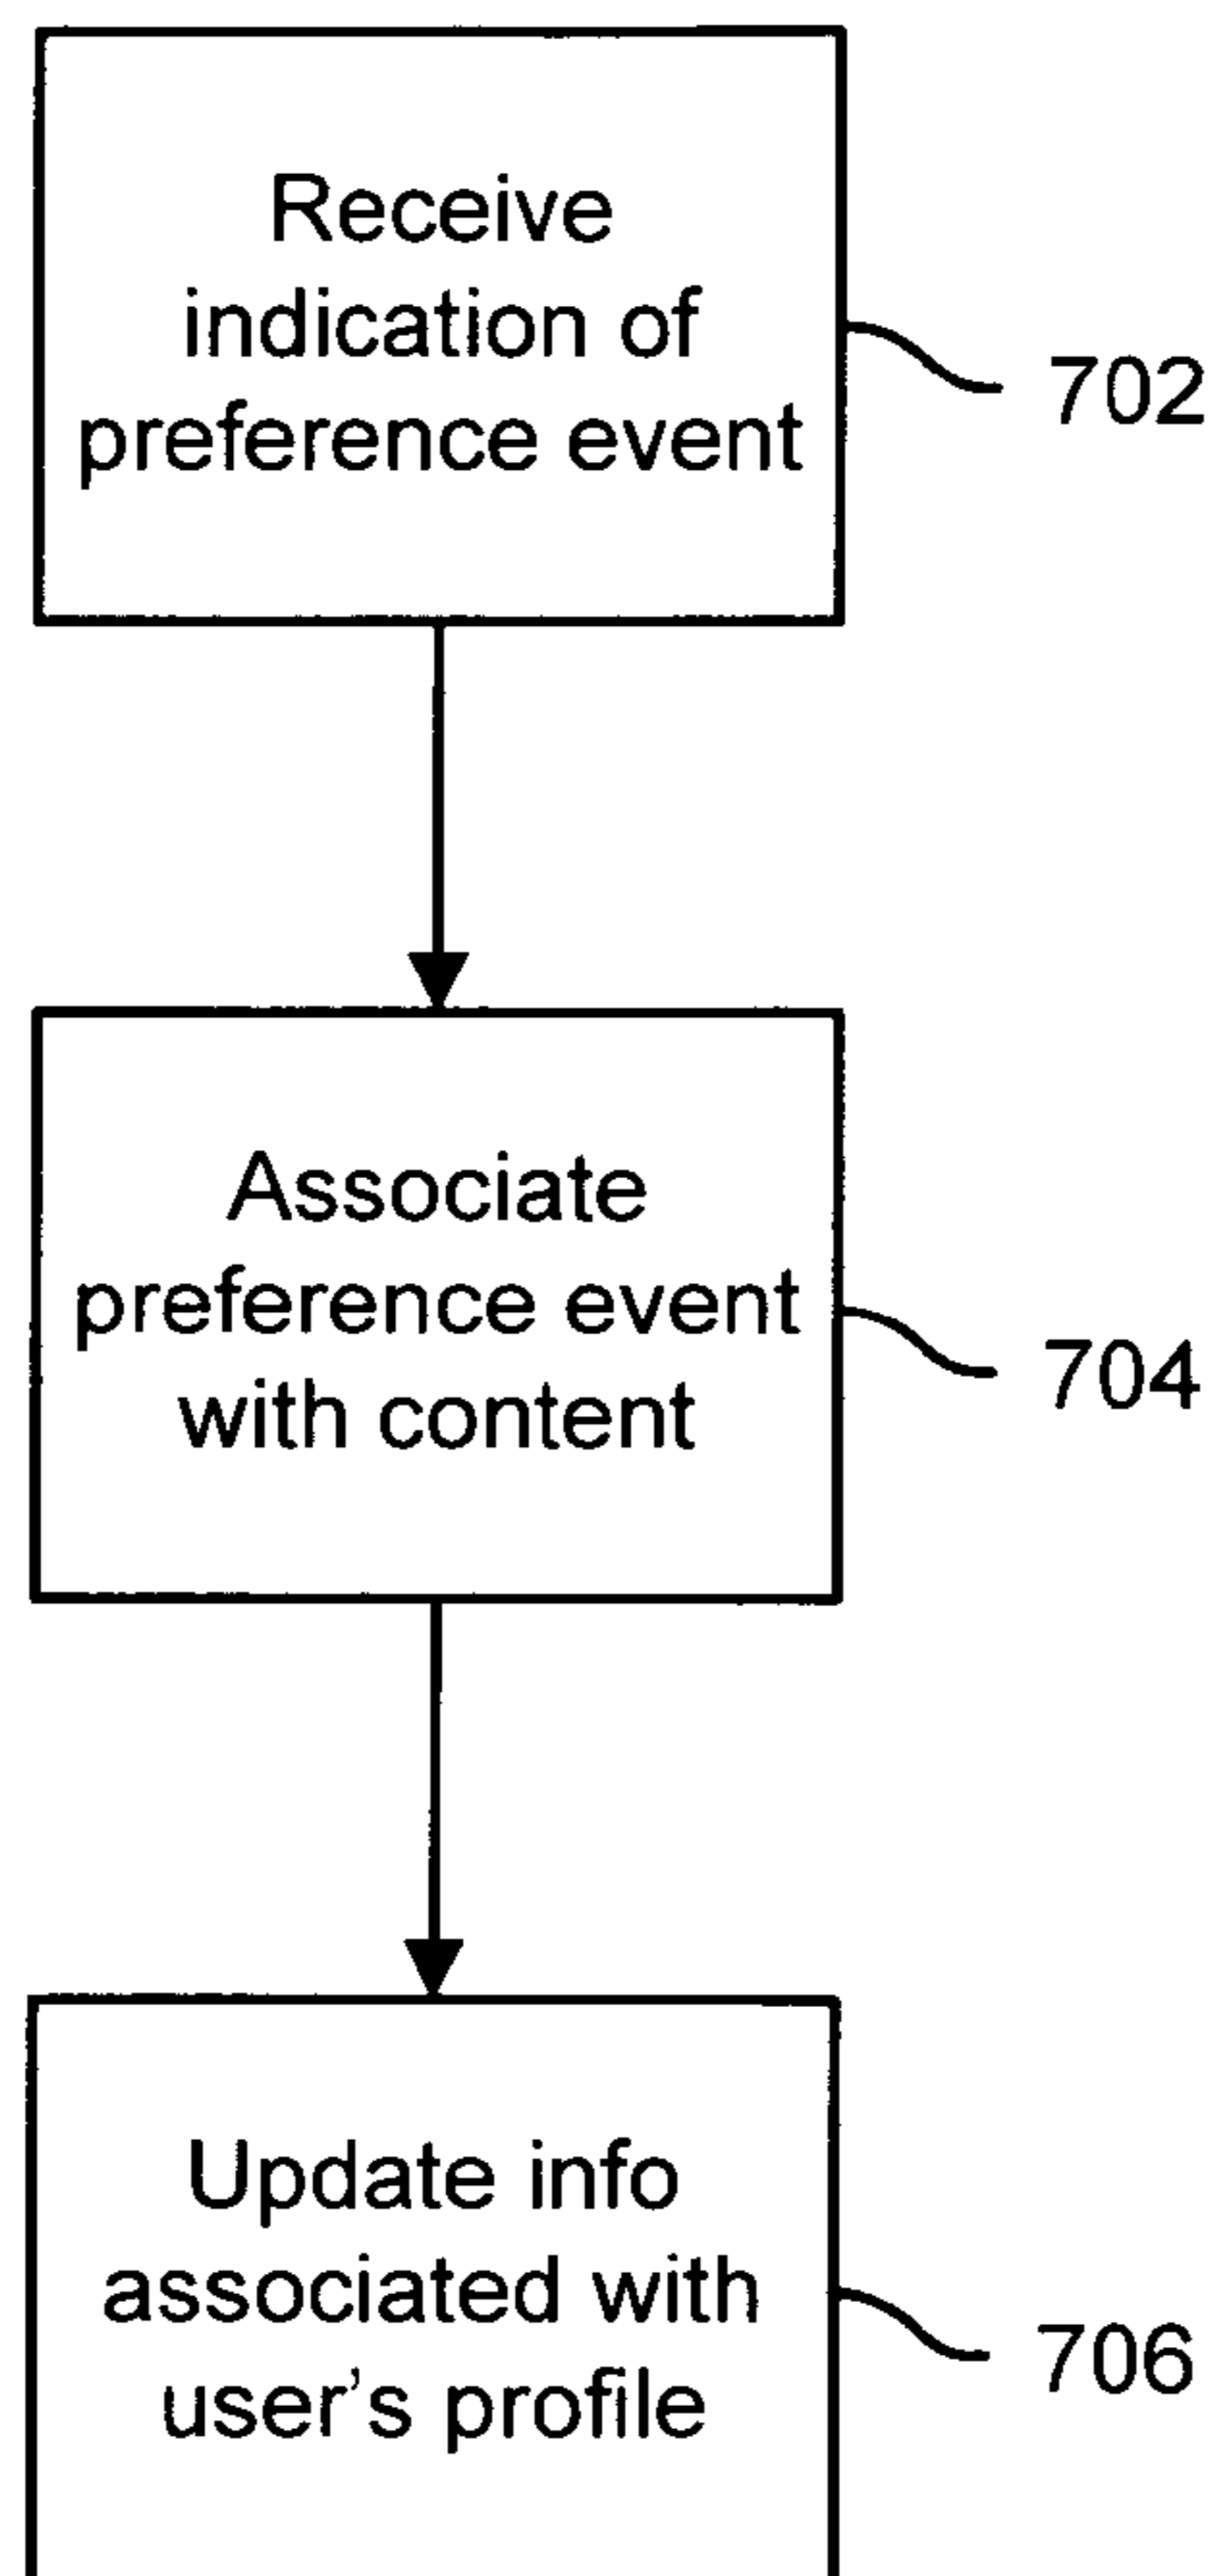 Receive
indication of
preference event
702
Associate
preference event
with content
704
Update info
associated with
user's profile
706